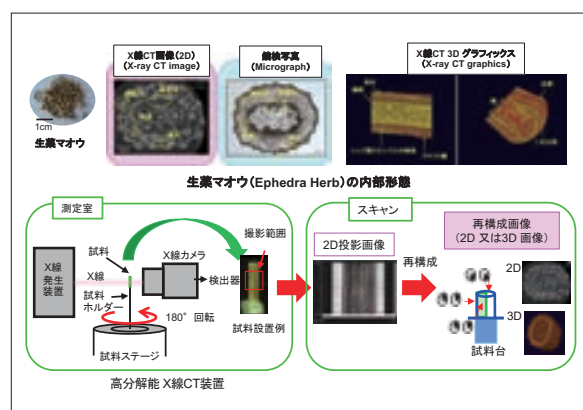 X線CT画像(2D)
(X-ray CT image)
鏡検写真
(Micrograph)
X線CT 3D グラフィックス
(X-ray CT graphics)
1cm
生薬マオウ
生薬マオウ(Ephedra Herb)の内部形態
測定室
X線
発生
装置
X線
試料
試料
ホルダー
X線カメラ
検出器
撮影範囲
180°回転
試料ステージ
試料設置例
高分解能 X線CT装置
スキャン
2D投影画像
再構成
再構成画像
(2D 又は3D 画像)
2D
3D
試料台